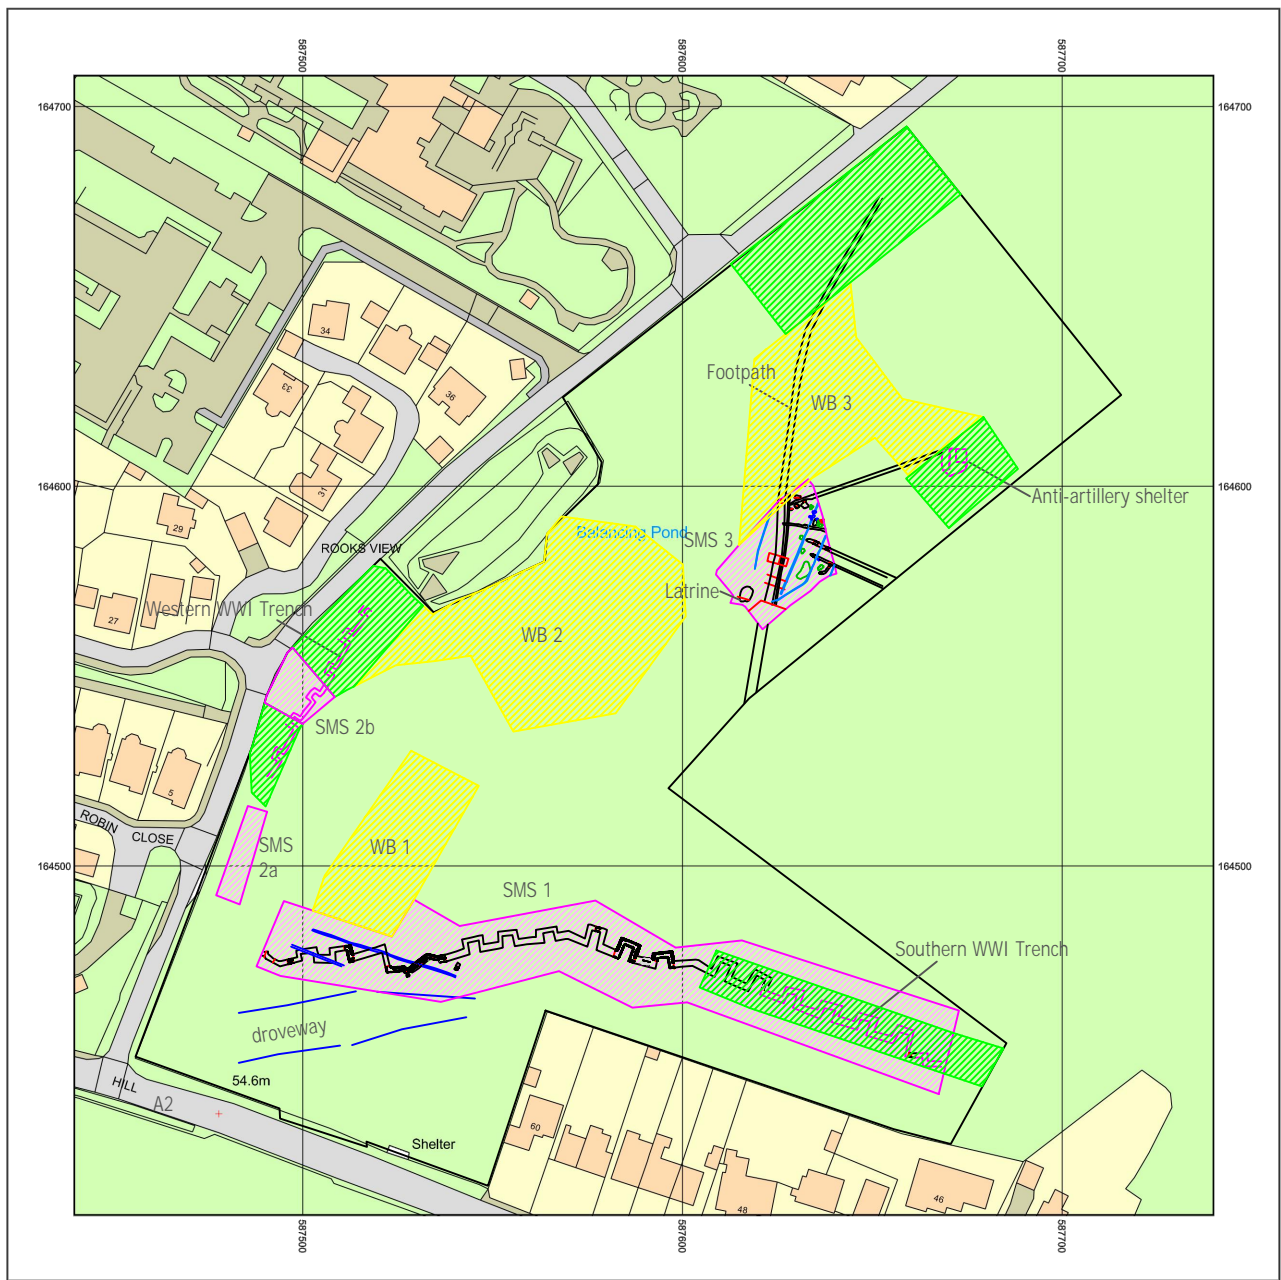 587500
587600
587700
164700
164700
34
33
36
Footpath
WB 3
31
164600
164600
Anti-artillery shelter
29
Balancing Pond
SMS 3
ROOKS VIEW
Latrine
Western WWI Trench
27
WB 2
SMS 2b
5
ROBIN CLOSE
SMS
2a
WB 1
164500
164500
SMS 1
Southern WWI Trench
droveway
54.6m
HILL
A2
Shelter
60
46
48
587500
587600
587700